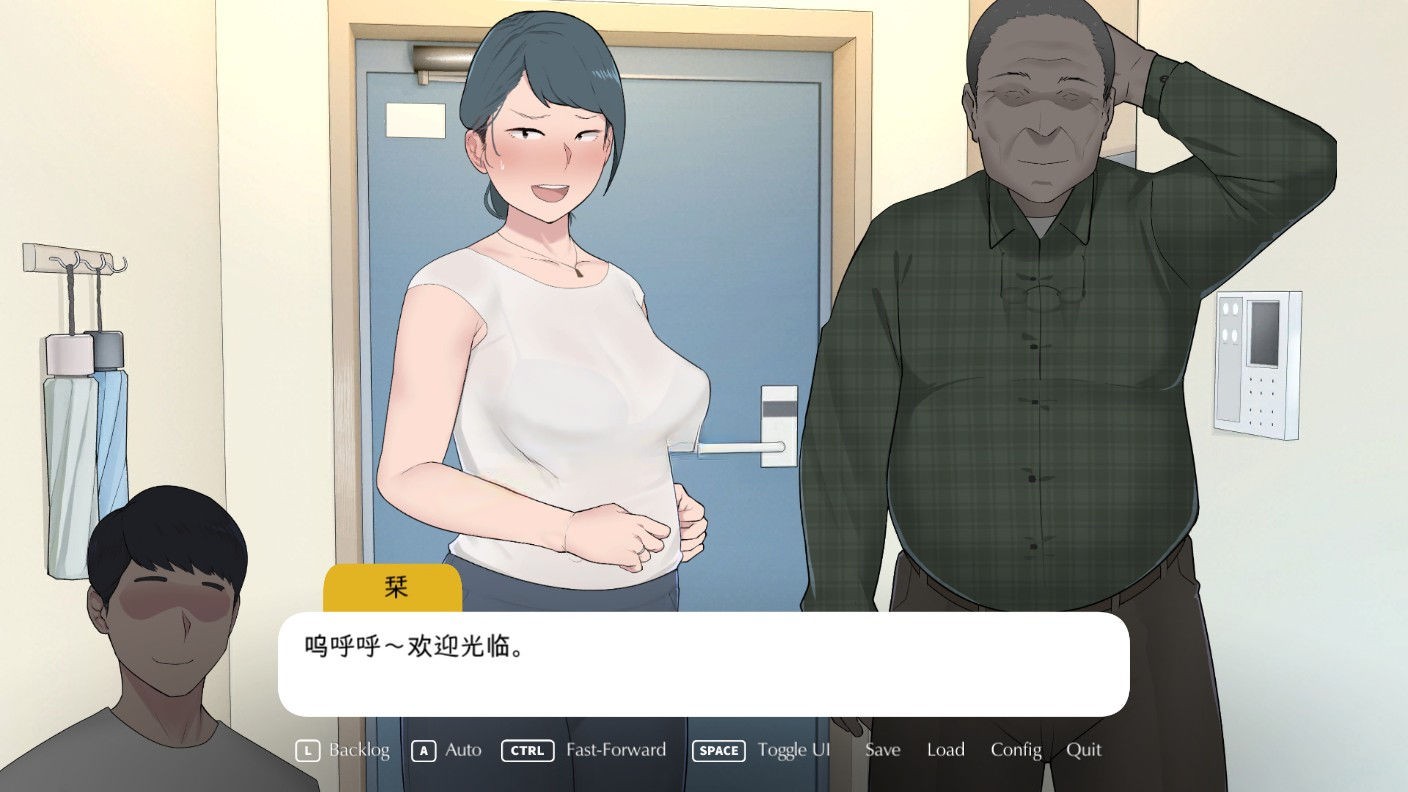 栞
呜呼呼～欢迎光临。
L Backlog A Auto CTRL Fast-Forward SPACE Toggle UI Save Load Config Quit